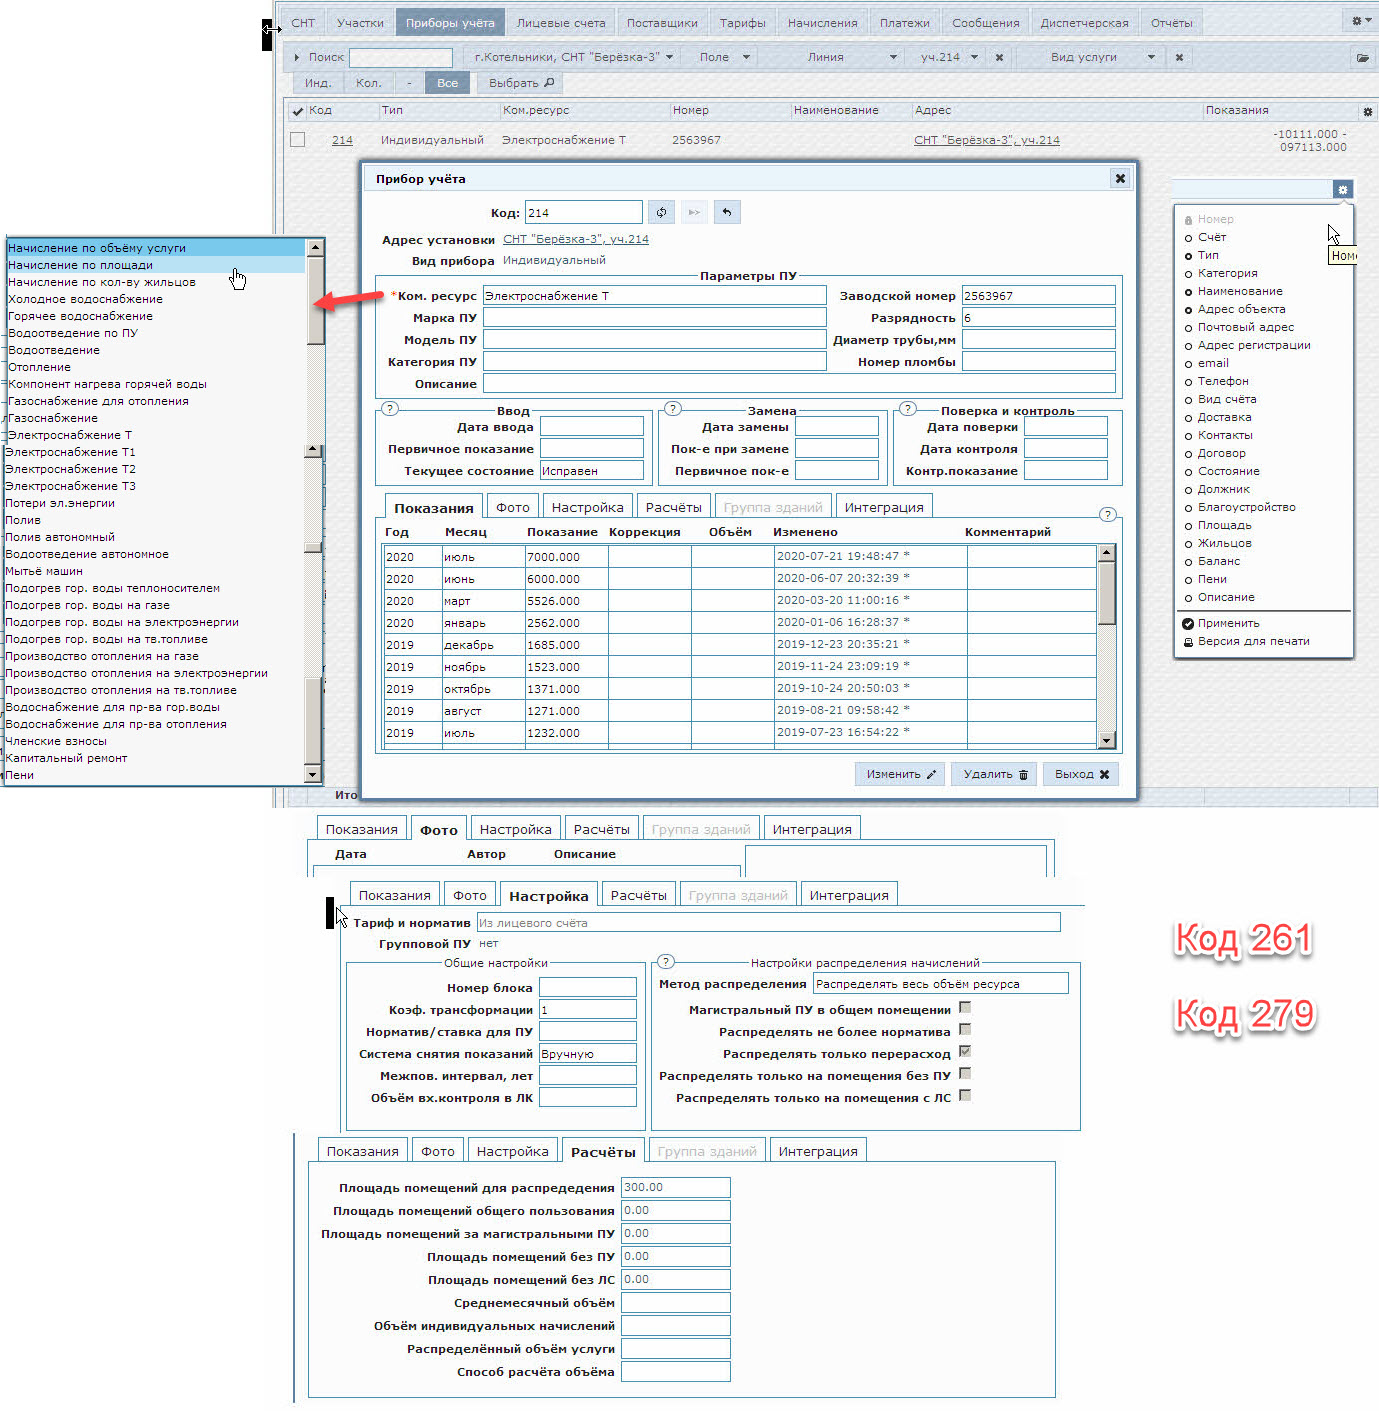 СНТ Участки Приборы учёта Лицевые счета Поставщики Тарифы Начисления Платежи Сообщения Диспетчерская Отчёты
Поиск г.Котельники, СНТ "Берёзка-3" Поле Линия уч.214 Вид услуги
Инд. Кол. - Все Выбрать
Код Тип Ком.ресурс Номер Наименование Адрес Показания
214 Индивидуальный Электроснабжение Т 2563967 СНТ "Берёзка-3", уч.214 -10111.000 -
097113.000
Прибор учёта
Код: 214
Адрес установки СНТ "Берёзка-3", уч.214
Вид прибора Индивидуальный
Параметры ПУ
*Ком. ресурс Электроснабжение Т Заводской номер 2563967
Марка ПУ Разрядность 6
Модель ПУ Диаметр трубы,мм
Категория ПУ Номер пломбы
Описание
? Ввод ? Замена ? Поверка и контроль
Дата ввода Дата замены Дата поверки
Первичное показание Пок-е при замене Дата контроля
Текущее состояние Исправен Первичное пок-е Контр.показание
Показания Фото Настройка Расчёты Группа зданий Интеграция ?
Год Месяц Показание Коррекция Объём Изменено Комментарий
2020 июль 7000.000 2020-07-21 19:48:47 *
2020 июнь 6000.000 2020-06-07 20:32:39 *
2020 март 5526.000 2020-03-20 11:00:16 *
2020 январь 2562.000 2020-01-06 16:28:37 *
2019 декабрь 1685.000 2019-12-23 20:35:21 *
2019 ноябрь 1523.000 2019-11-24 23:09:19 *
2019 октябрь 1371.000 2019-10-24 20:50:03 *
2019 август 1271.000 2019-08-21 09:58:42 *
2019 июль 1232.000 2019-07-23 16:54:22 *
Изменить Удалить Выход
Ито
Начисление по объёму услуги
Начисление по площади
Начисление по кол-ву жильцов
Холодное водоснабжение
Горячее водоснабжение
Водоотведение по ПУ
Водоотведение
Отопление
Компонент нагрева горячей воды
Газоснабжение для отопления
Газоснабжение
Электроснабжение Т
Электроснабжение Т1
Электроснабжение Т2
Электроснабжение Т3
Потери эл.энергии
Полив
Полив автономный
Водоотведение автономное
Мытьё машин
Подогрев гор. воды теплоносителем
Подогрев гор. воды на газе
Подогрев гор. воды на электроэнергии
Подогрев гор. воды на тв.топливе
Производство отопления на газе
Производство отопления на электроэнергии
Производство отопления на тв.топливе
Водоснабжение для пр-ва гор.воды
Водоснабжение для пр-ва отопления
Членские взносы
Капитальный ремонт
Пени
Номер
Счёт
Тип
Категория
Наименование
Адрес объекта
Почтовый адрес
Адрес регистрации
email
Телефон
Вид счёта
Доставка
Контакты
Договор
Состояние
Должник
Благоустройство
Площадь
Жильцов
Баланс
Пени
Описание
Применить
Версия для печати
Показания Фото Настройка Расчёты Группа зданий Интеграция
Дата Автор Описание
Показания Фото Настройка Расчёты Группа зданий Интеграция
Тариф и норматив Из лицевого счёта
Групповой ПУ нет
Общие настройки ? Настройки распределения начислений
Номер блока Метод распределения Распределять весь объём ресурса
Коэф. трансформации 1 Магистральный ПУ в общем помещении
Норматив/ставка для ПУ Распределять не более норматива
Система снятия показаний Вручную Распределять только перерасход
Межпов. интервал, лет Распределять только на помещения без ПУ
Объём вх.контроля в ЛК Распределять только на помещения с ЛС
Код 261
Код 279
Показания Фото Настройка Расчёты Группа зданий Интеграция
Площадь помещений для распредедения 300.00
Площадь помещений общего пользования 0.00
Площадь помещений за магистральными ПУ 0.00
Площадь помещений без ПУ 0.00
Площадь помещений без ЛС 0.00
Среднемесячный объём
Объём индивидуальных начислений
Распределённый объём услуги
Способ расчёта объёма